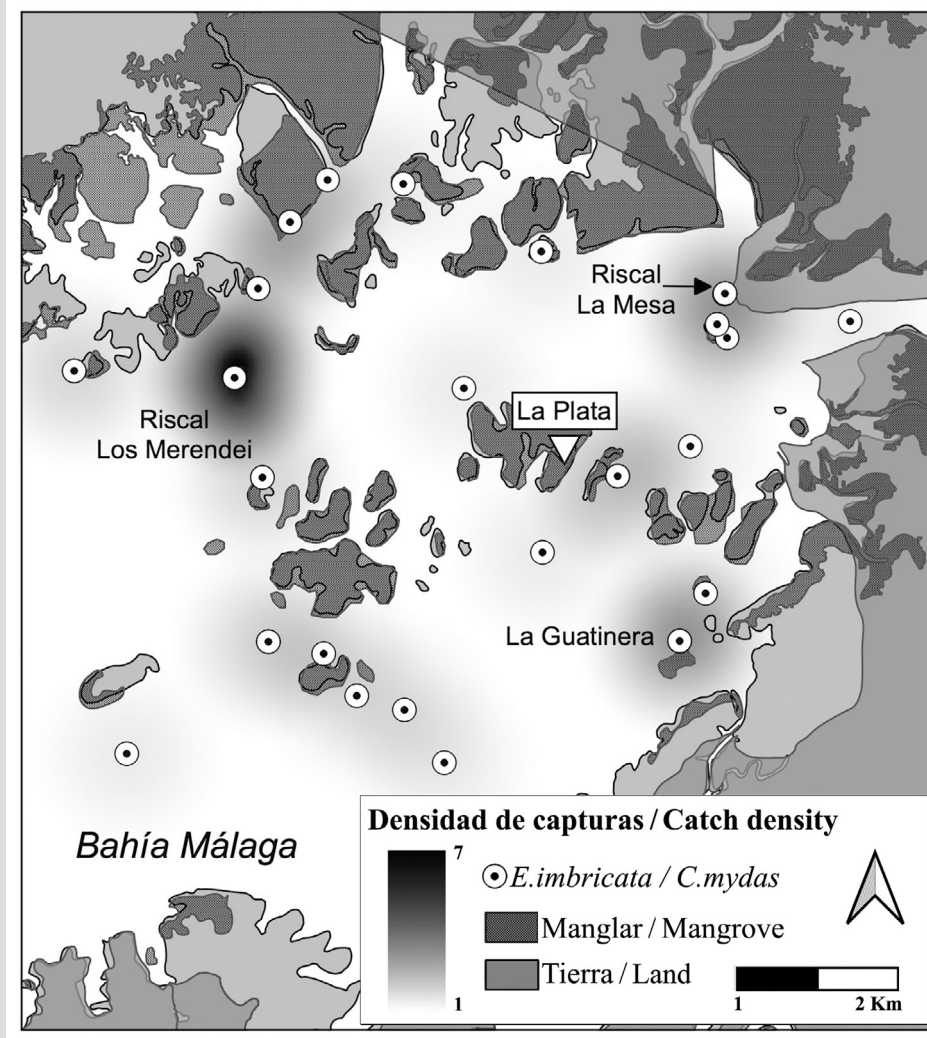 Riscal
La Mesa
La Plata
Riscal
Los Merendei
La Guatinera
Bahía Málaga
Densidad de capturas / Catch density
7
1
E.imbricata / C.mydas
Manglar / Mangrove
Tierra / Land
1 2 Km